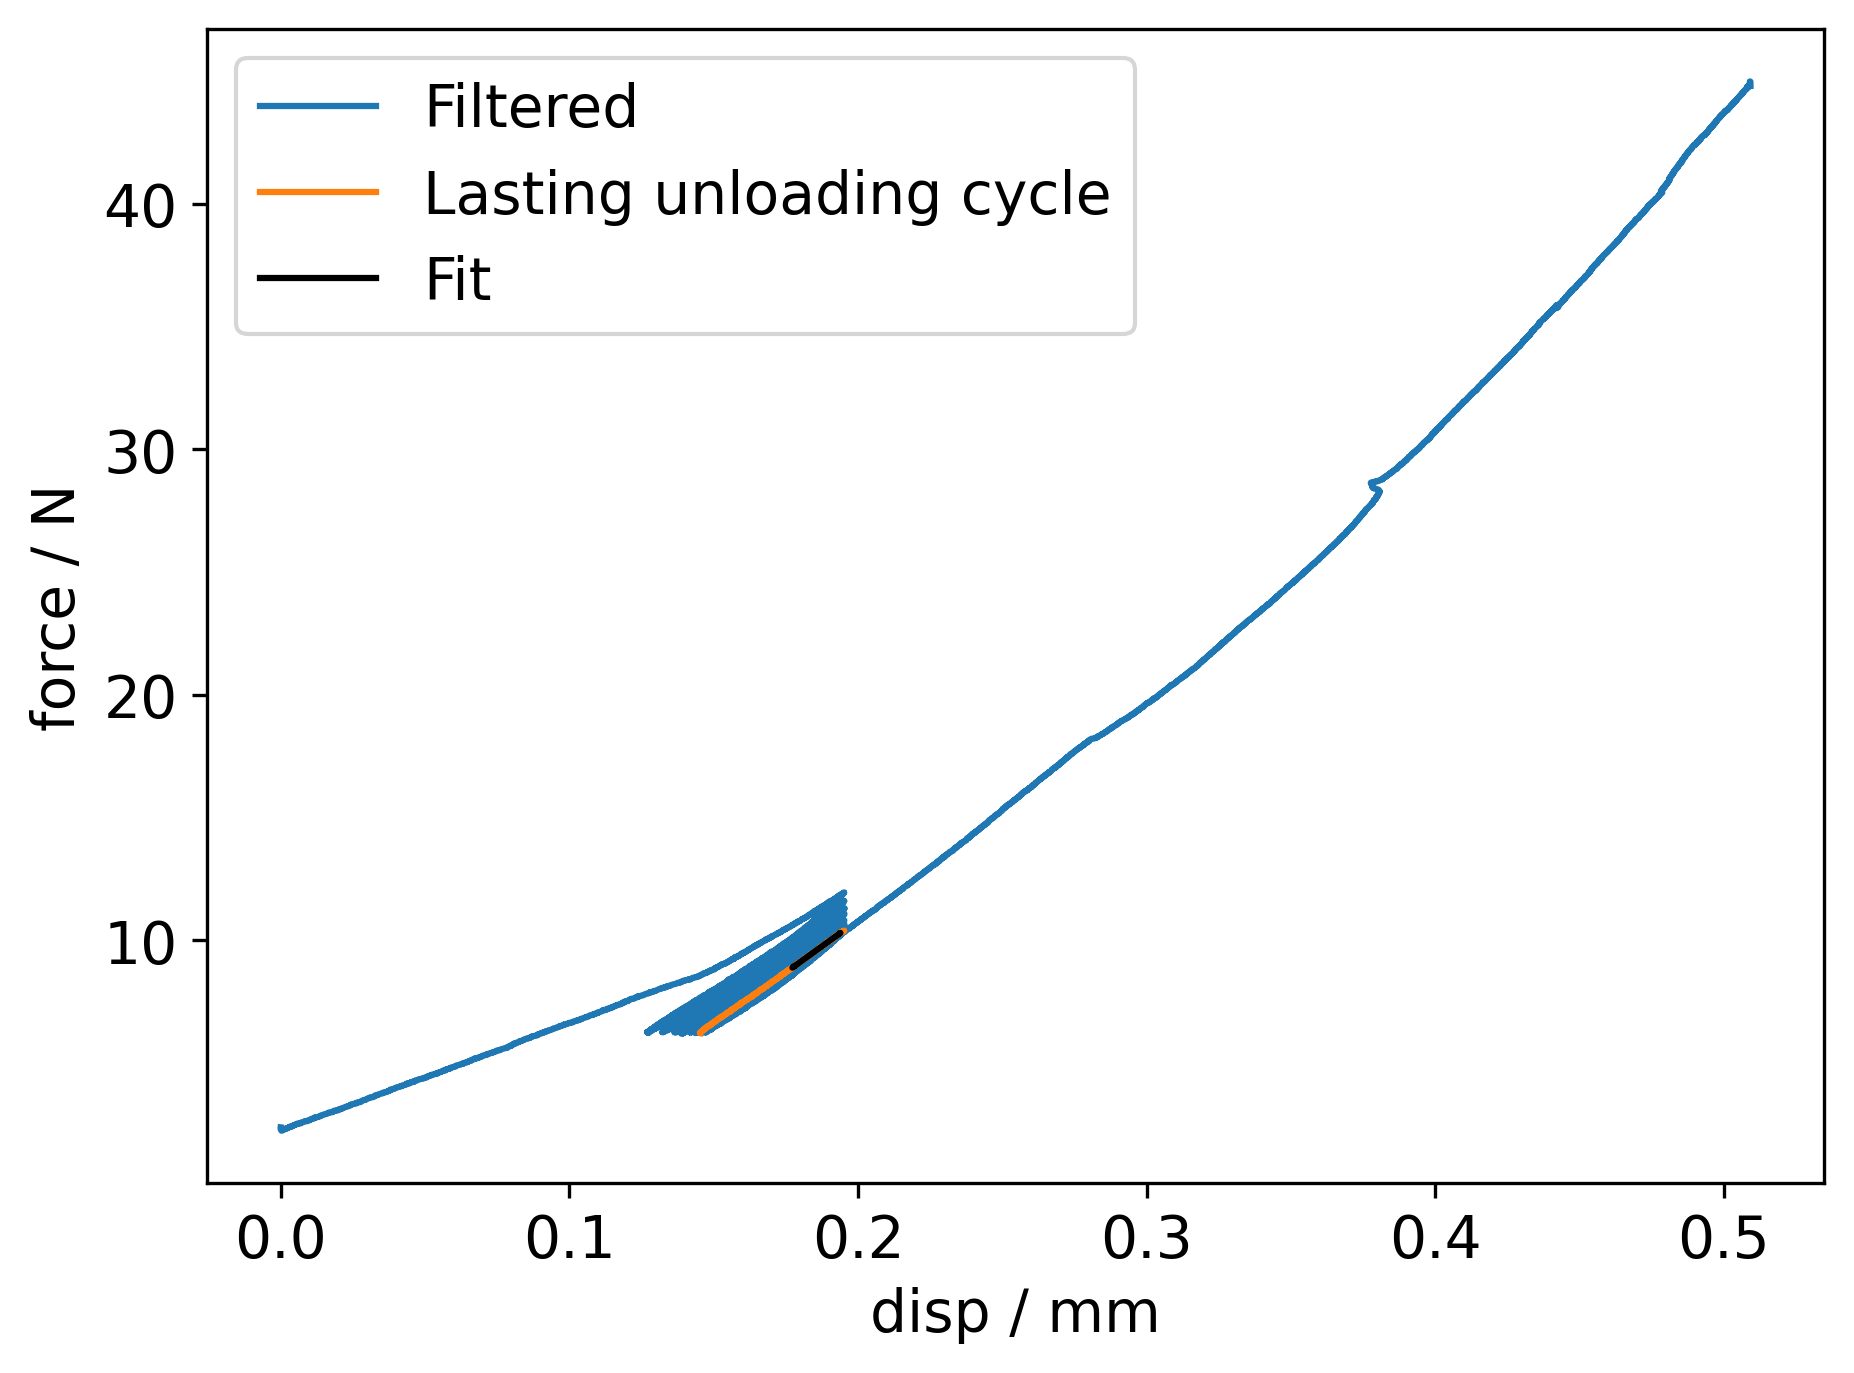 Filtered
Lasting unloading cycle
Fit
force / N
40
30
20
10
0.0 0.1 0.2 0.3 0.4 0.5
disp / mm